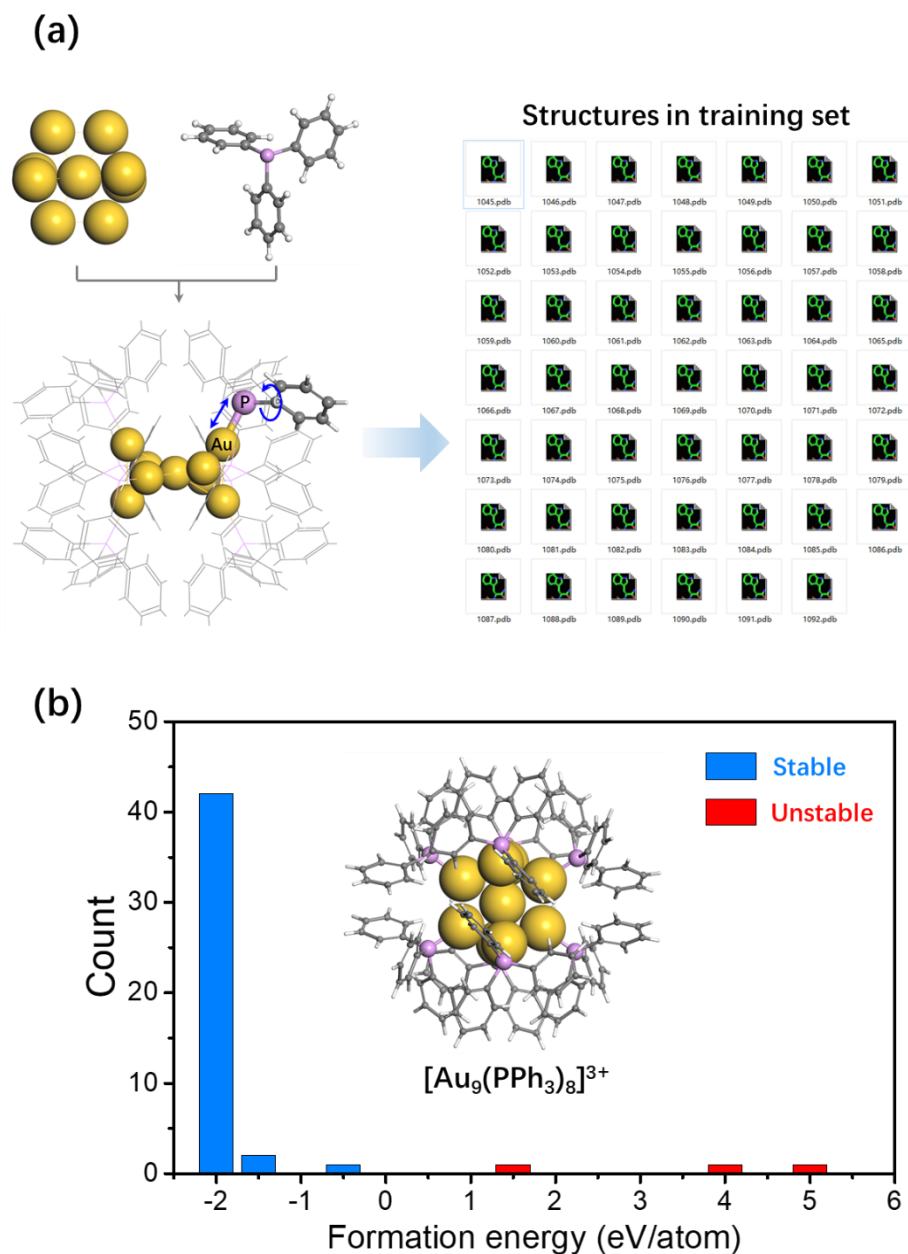 (a)
Structures in training set
1045.pdb 1046.pdb 1047.pdb 1048.pdb 1049.pdb 1050.pdb 1051.pdb
1052.pdb 1053.pdb 1054.pdb 1055.pdb 1056.pdb 1057.pdb 1058.pdb
1059.pdb 1060.pdb 1061.pdb 1062.pdb 1063.pdb 1064.pdb 1065.pdb
1066.pdb 1067.pdb 1068.pdb 1069.pdb 1070.pdb 1071.pdb 1072.pdb
1073.pdb 1074.pdb 1075.pdb 1076.pdb 1077.pdb 1078.pdb 1079.pdb
1080.pdb 1081.pdb 1082.pdb 1083.pdb 1084.pdb 1085.pdb 1086.pdb
1087.pdb 1088.pdb 1089.pdb 1090.pdb 1091.pdb 1092.pdb
P
C
Au
(b)
50
40
30
20
10
0
Count
Stable
Unstable
[Au₉(PPh₃)₈]³⁺
-2 -1 0 1 2 3 4 5 6
Formation energy (eV/atom)